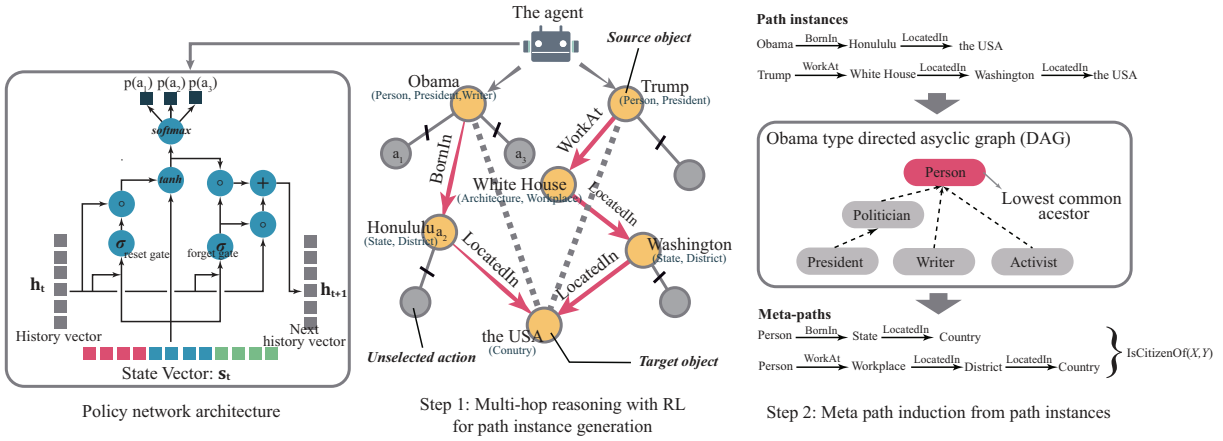 p(a1) p(a2) p(a3)
softmax
tanh
+
σ
reset gate
σ
forget gate
ht
History vector
ht+1
Next
history vector
State Vector: st
Policy network architecture
The agent
Source object
Obama
(Person, President,Writer)
Trump
(Person, President)
a1
a3
BornIn
WorkAt
White House
(Architecture, Workplace)
LocatedIn
Honululu
a2
(State, District)
LocatedIn
Washington
(State, District)
LocatedIn
the USA
(Conutry)
Unselected action
Target object
Step 1: Multi-hop reasoning with RL
for path instance generation
Path instances
Obama BornIn Honululu LocatedIn the USA
Trump WorkAt White House LocatedIn Washington LocatedIn the USA
Obama type directed asyclic graph (DAG)
Person
Lowest common
acestor
Politician
President Writer Activist
Meta-paths
Person BornIn State LocatedIn Country
Person WorkAt Workplace LocatedIn District LocatedIn Country
IsCitizenOf(X,Y)
Step 2: Meta path induction from path instances